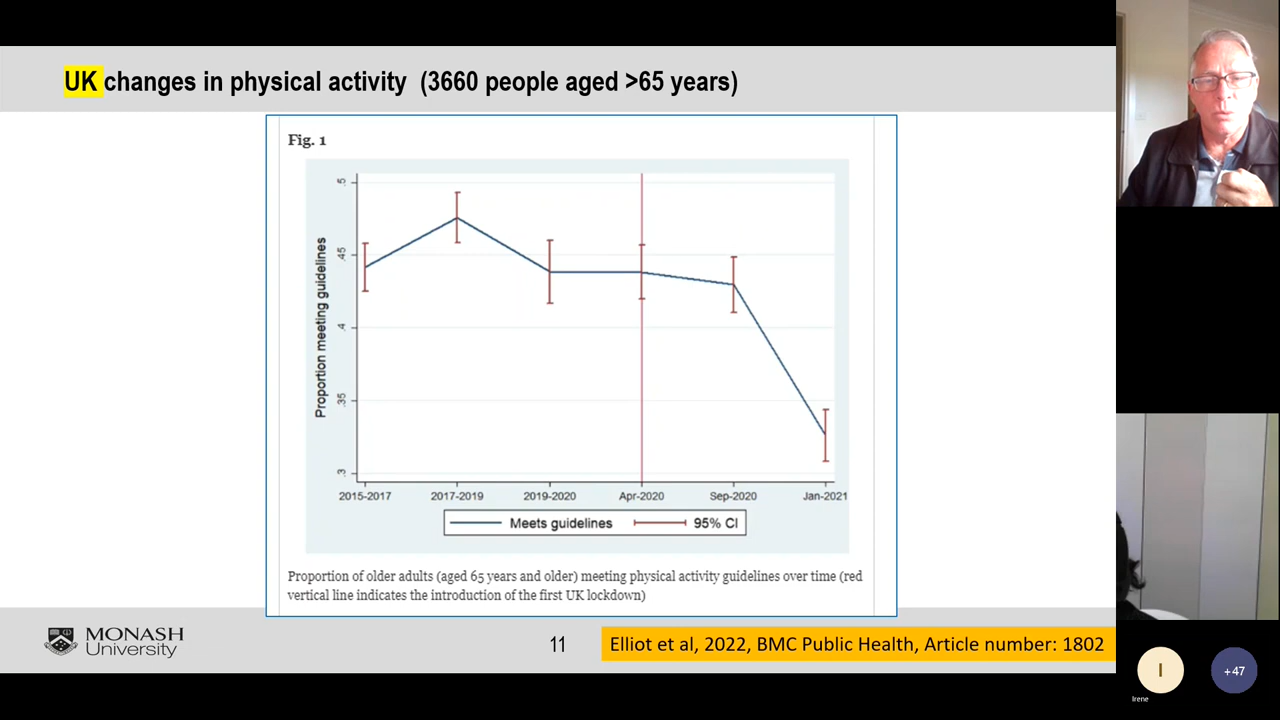 UK changes in physical activity (3660 people aged >65 years)
Fig. 1
Proportion meeting guidelines
.5
.45
.4
.35
.3
2015-2017 2017-2019 2019-2020 Apr-2020 Sep-2020 Jan-2021
Meets guidelines 95% CI
Proportion of older adults (aged 65 years and older) meeting physical activity guidelines over time (red
vertical line indicates the introduction of the first UK lockdown)
MONASH
University
11
Elliot et al, 2022, BMC Public Health, Article number: 1802
I
Irene
+47